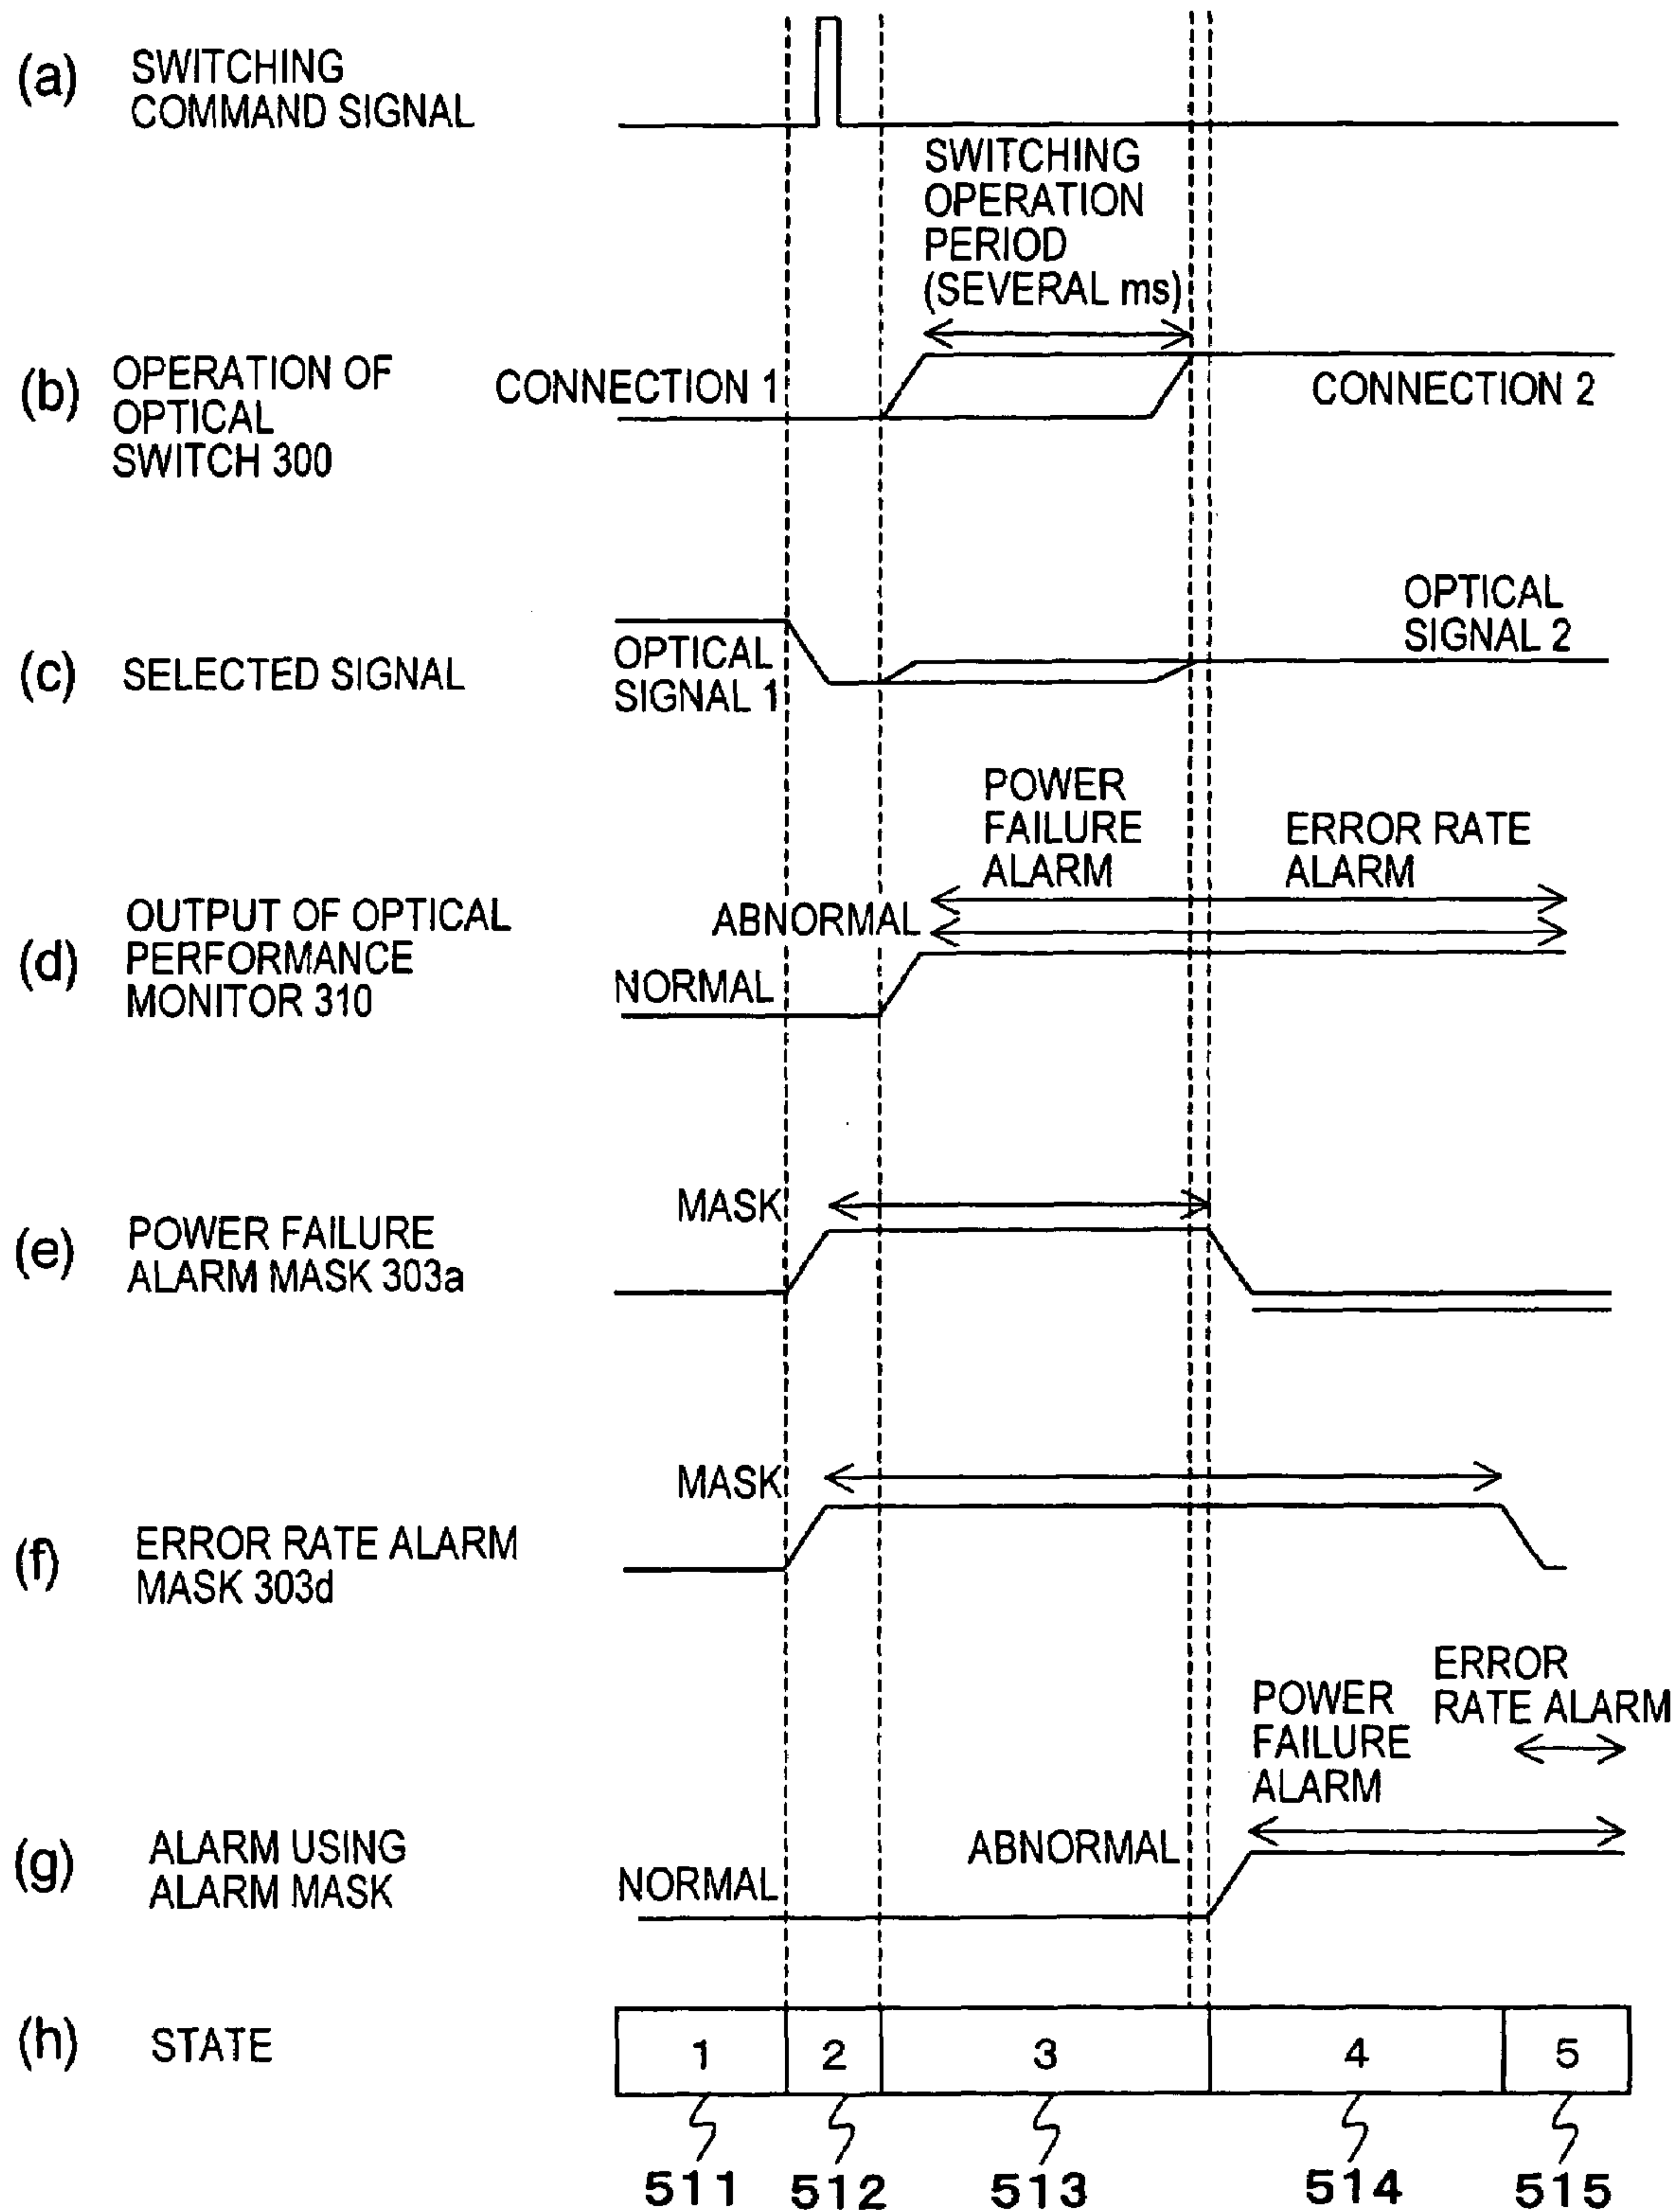 (a) SWITCHING
COMMAND SIGNAL
SWITCHING
OPERATION
PERIOD
(SEVERAL ms)
(b) OPERATION OF
OPTICAL
SWITCH 300
CONNECTION 1
CONNECTION 2
(c) SELECTED SIGNAL
OPTICAL
SIGNAL 1
OPTICAL
SIGNAL 2
(d) OUTPUT OF OPTICAL
PERFORMANCE
MONITOR 310
NORMAL
ABNORMAL
POWER
FAILURE
ALARM
ERROR RATE
ALARM
(e) POWER FAILURE
ALARM MASK 303a
MASK
(f) ERROR RATE ALARM
MASK 303d
MASK
(g) ALARM USING
ALARM MASK
NORMAL
ABNORMAL
POWER
FAILURE
ALARM
ERROR
RATE ALARM
(h) STATE
1 2 3 4 5
511 512 513 514 515